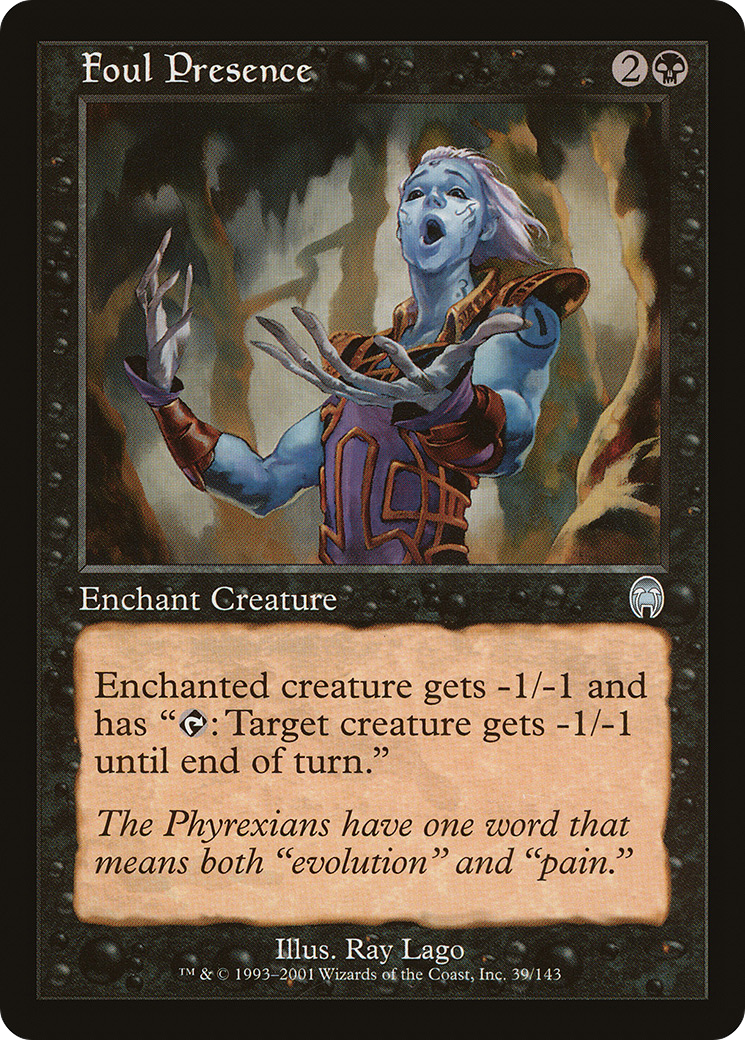 Foul Presence 2
Enchant Creature
Enchanted creature gets -1/-1 and
has “: Target creature gets -1/-1
until end of turn.”
The Phyrexians have one word that
means both “evolution” and “pain.”
Illus. Ray Lago
™ & © 1993–2001 Wizards of the Coast, Inc. 39/143